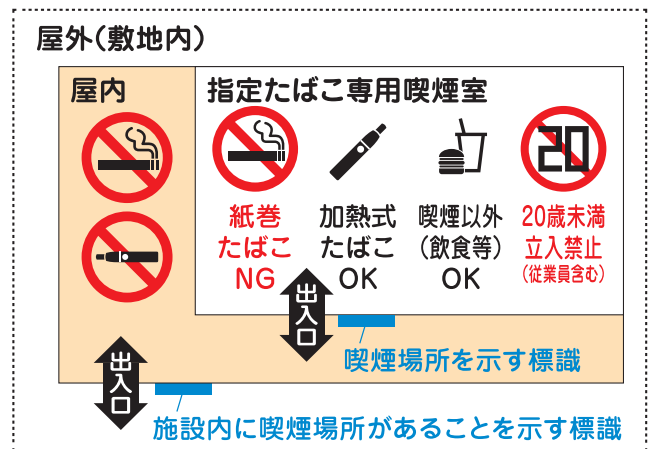 屋外（敷地内）
屋内
指定たばこ専用喫煙室
20
紙巻
たばこ
NG
加熱式
たばこ
OK
喫煙以外
（飲食等）
OK
20歳未満
立入禁止
（従業員含む）
出入口
喫煙場所を示す標識
出入口
施設内に喫煙場所があることを示す標識